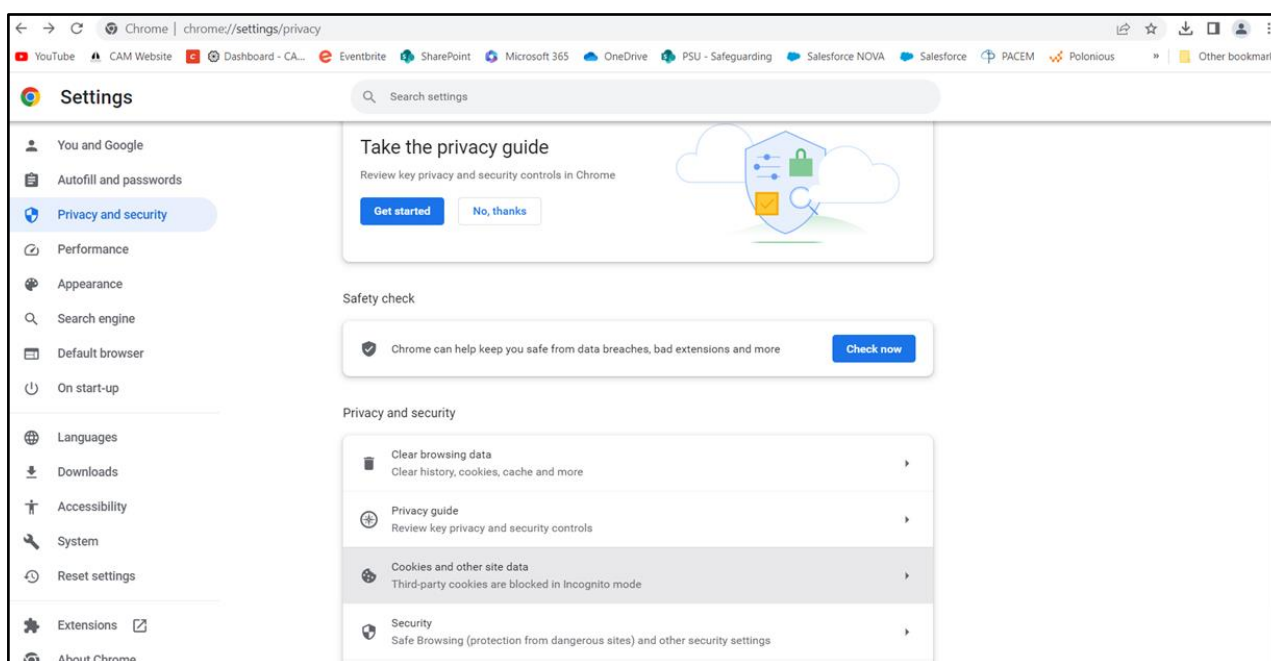 Chrome | chrome://settings/privacy
YouTube CAM Website Dashboard - CA... Eventbrite SharePoint Microsoft 365 OneDrive PSU - Safeguarding Salesforce NOVA Salesforce PACEM Polonious » Other bookmark
Settings
Search settings
You and Google
Autofill and passwords
Privacy and security
Performance
Appearance
Search engine
Default browser
On start-up
Languages
Downloads
Accessibility
System
Reset settings
Extensions
About Chrome
Take the privacy guide
Review key privacy and security controls in Chrome
Get started No, thanks
Safety check
Chrome can help keep you safe from data breaches, bad extensions and more Check now
Privacy and security
Clear browsing data
Clear history, cookies, cache and more
Privacy guide
Review key privacy and security controls
Cookies and other site data
Third-party cookies are blocked in Incognito mode
Security
Safe Browsing (protection from dangerous sites) and other security settings